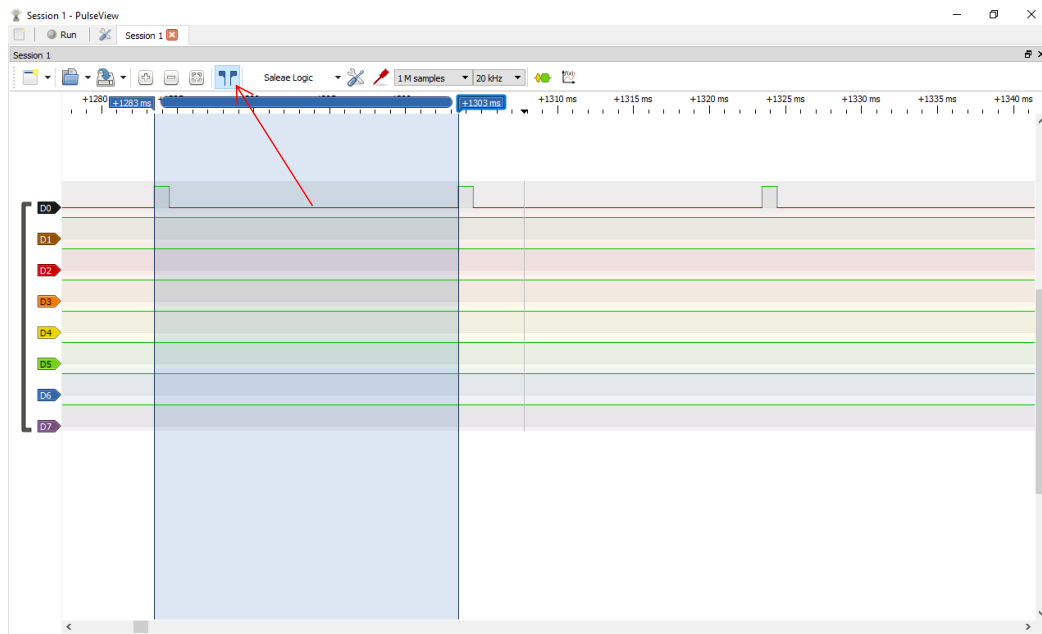 Session 1 - PulseView
Run Session 1
Session 1
Saleae Logic 1 M samples 20 kHz
+1280 +1283 ms +1303 ms +1310 ms +1315 ms +1320 ms +1325 ms +1330 ms +1335 ms +1340 ms
D0
D1
D2
D3
D4
D5
D6
D7